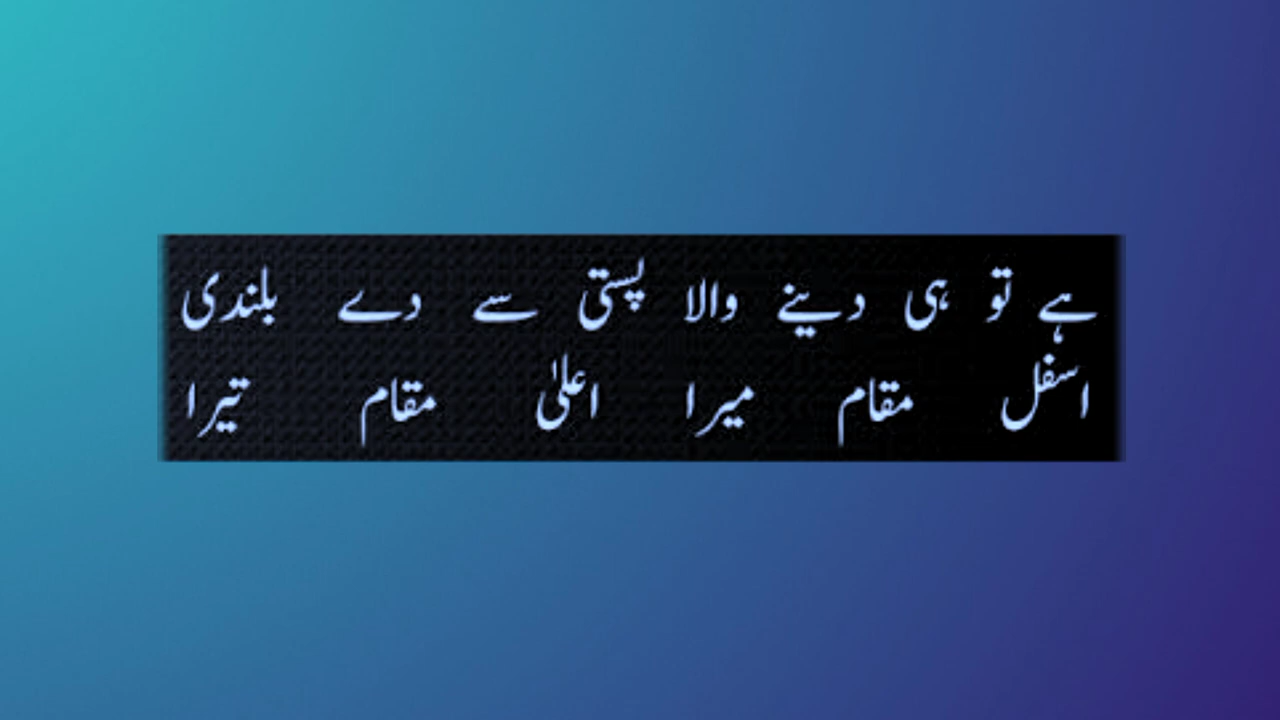 ہے تو ہی دینے والا پستی سے دے بلندی
اسفل مقام میرا اعلیٰ مقام تیرا